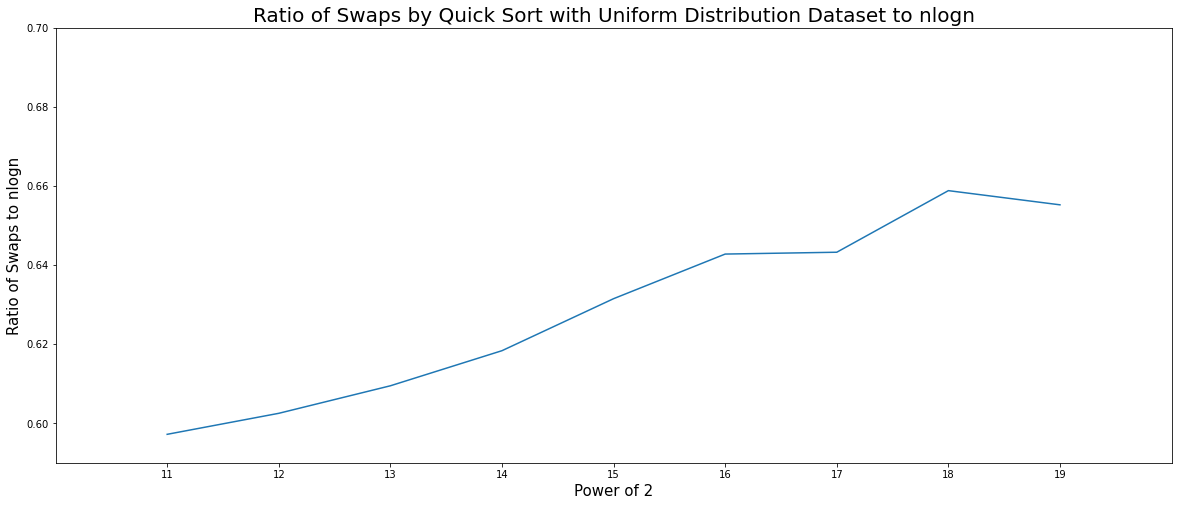 Ratio of Swaps by Quick Sort with Uniform Distribution Dataset to nlogn
Ratio of Swaps to nlogn
0.70
0.68
0.66
0.64
0.62
0.60
11 12 13 14 15 16 17 18 19
Power of 2